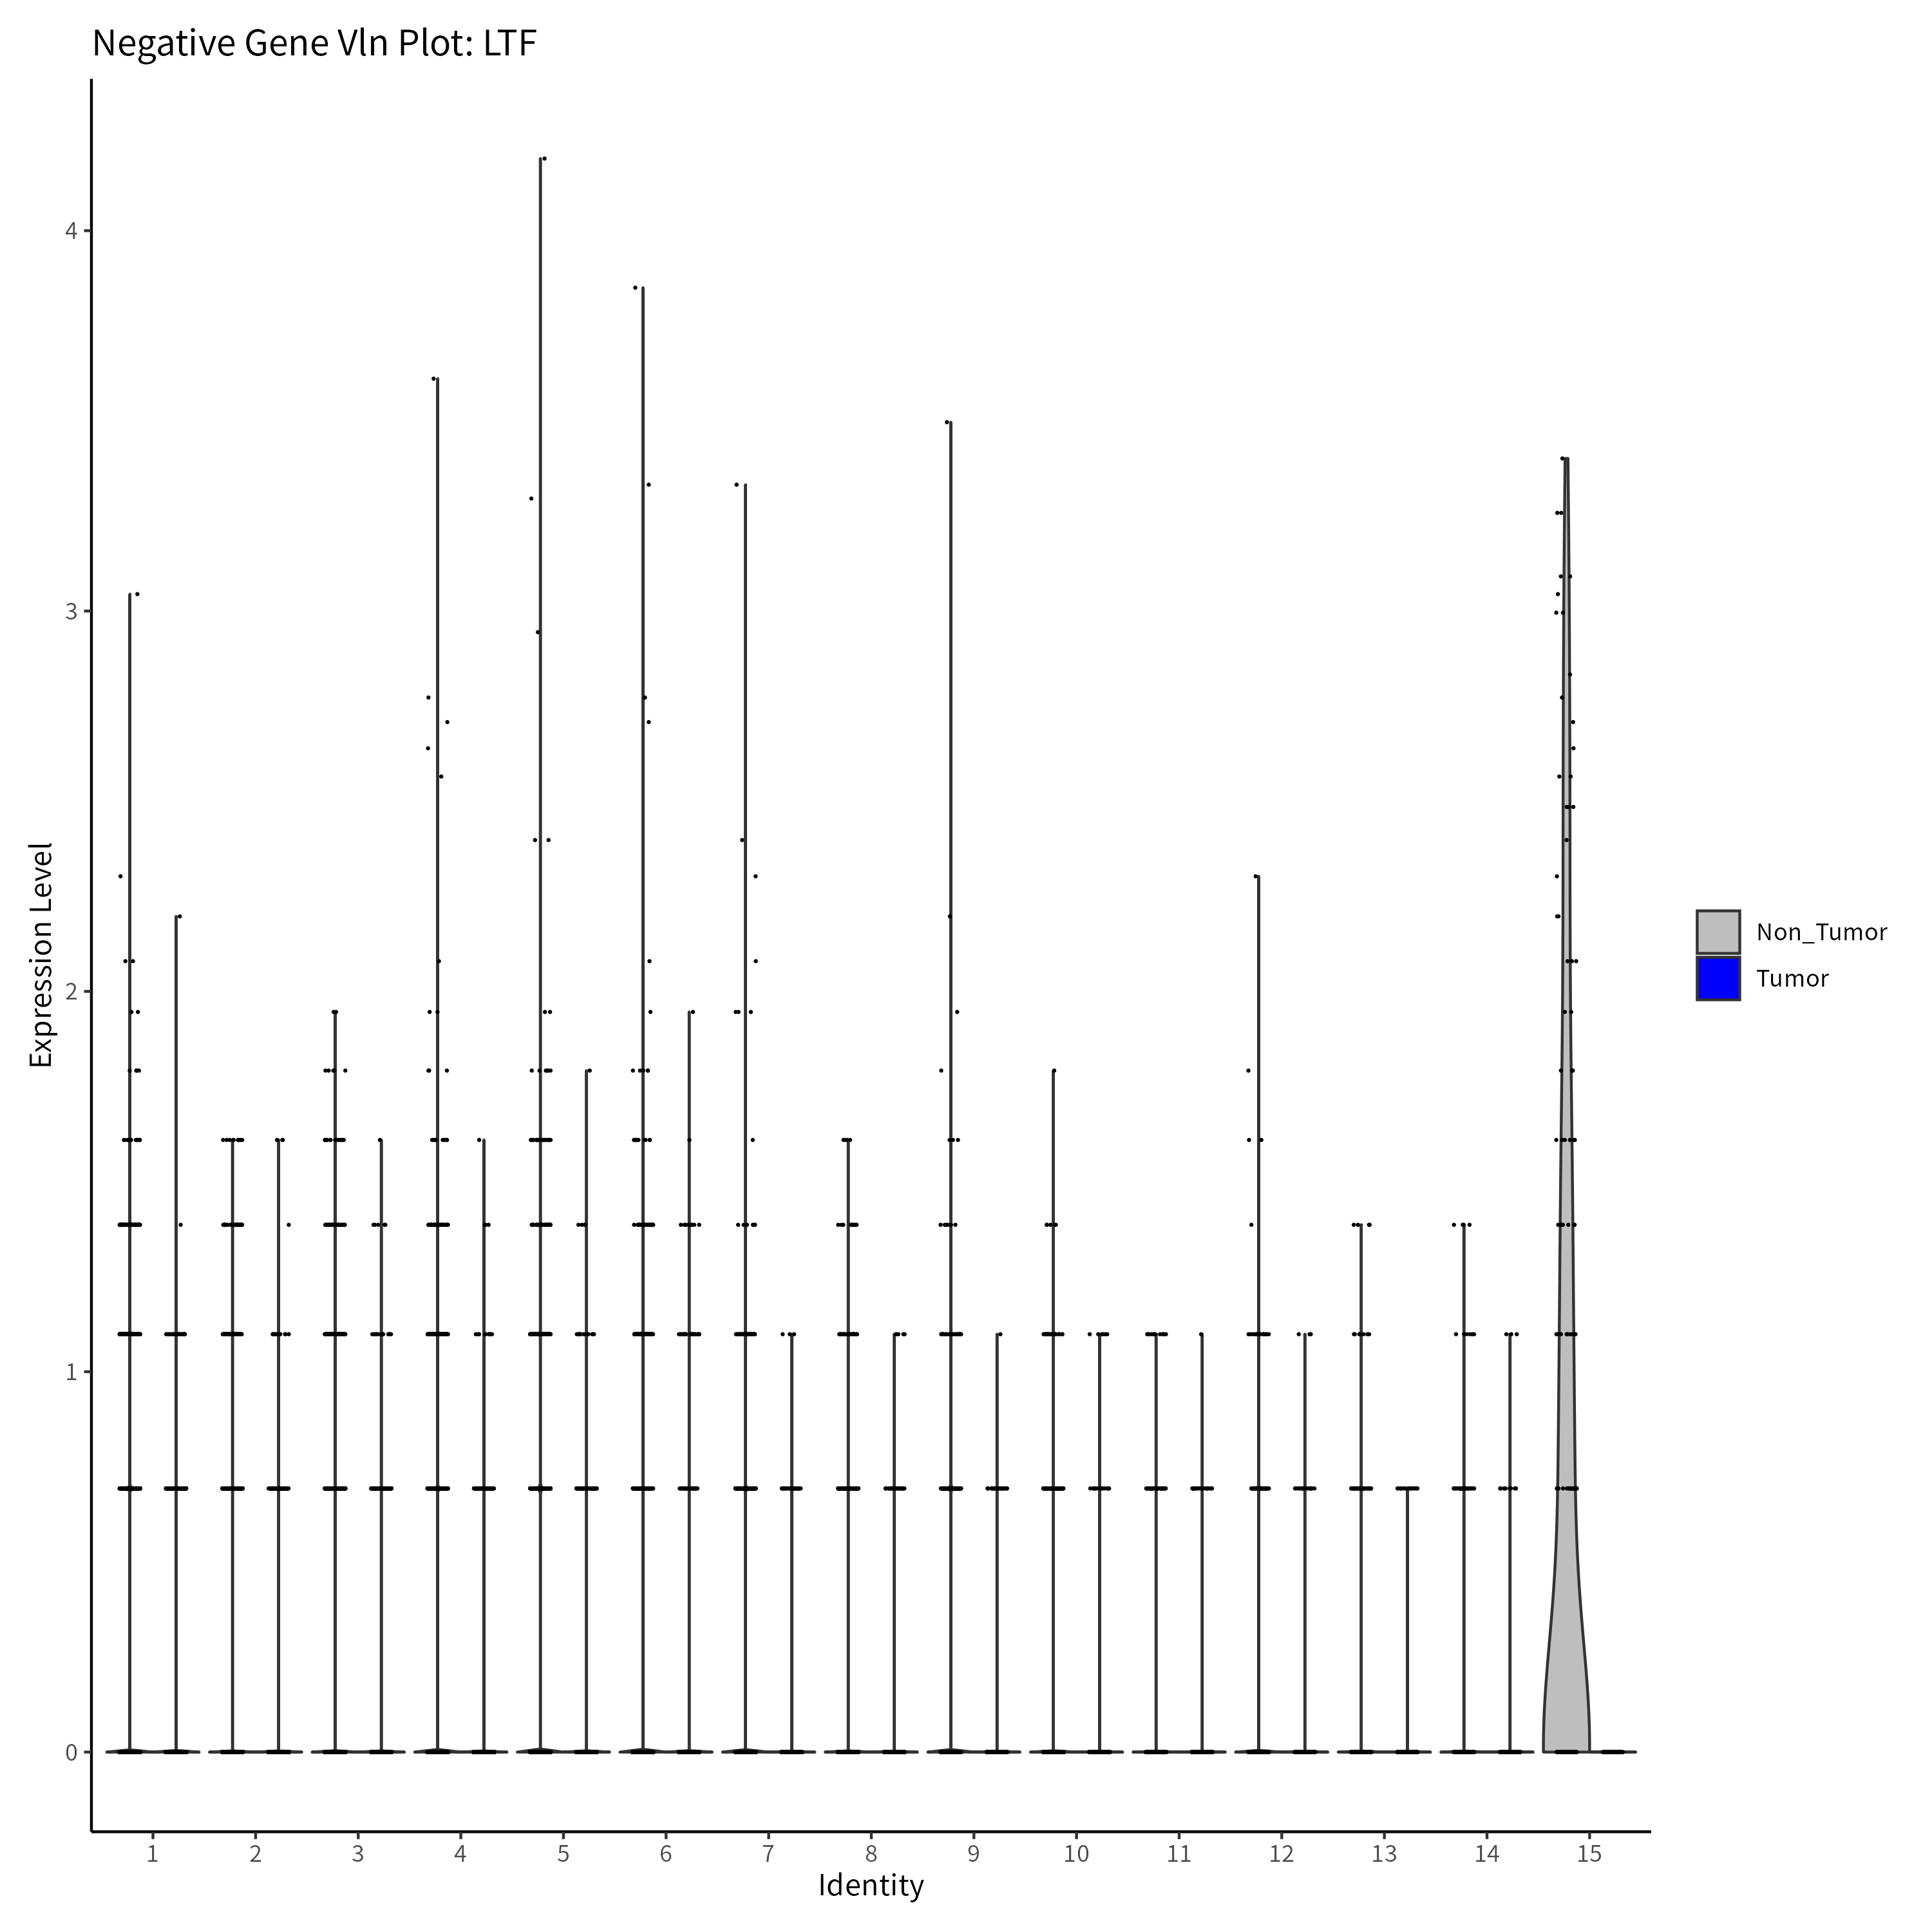 Negative Gene Vln Plot: LTF
Expression Level
4
3
2
1
0
1 2 3 4 5 6 7 8 9 10 11 12 13 14 15
Identity
Non_Tumor
Tumor